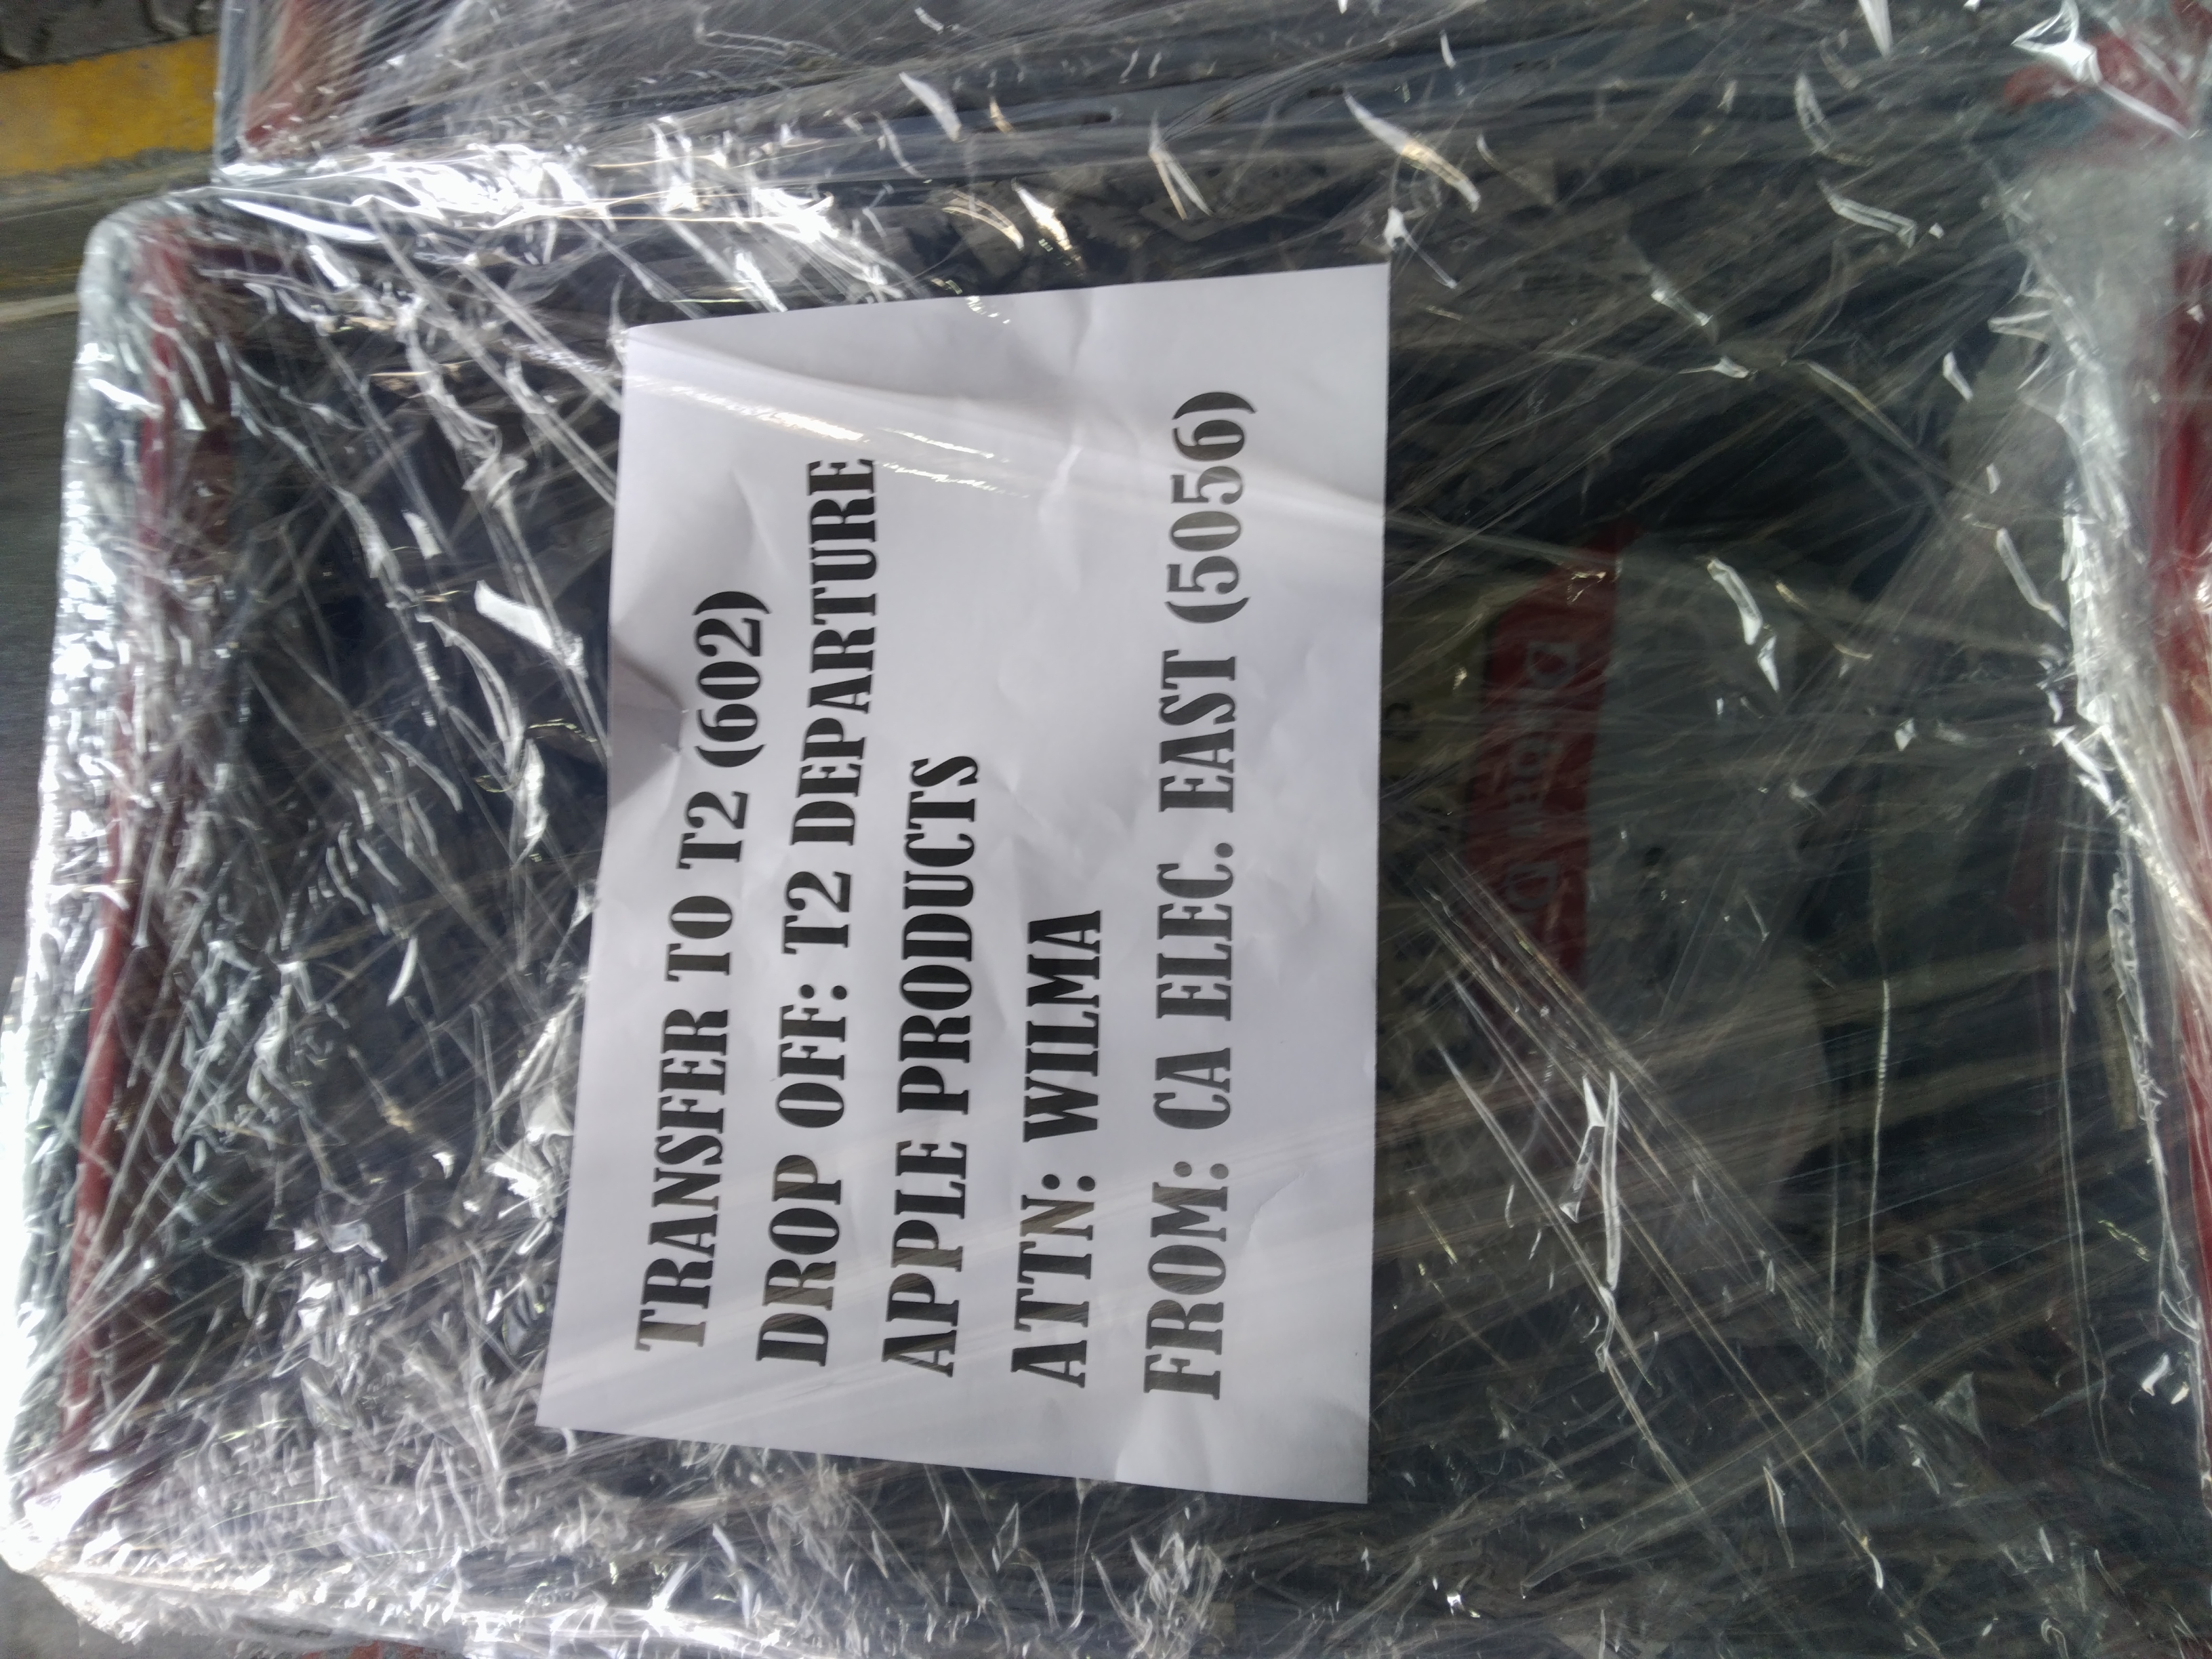 TRANSFER TO T2 (602)
DROP OFF: T2 DEPARTURE
APPLE PRODUCTS
ATTN: WILMA
FROM: CA ELEC. EAST (5056)